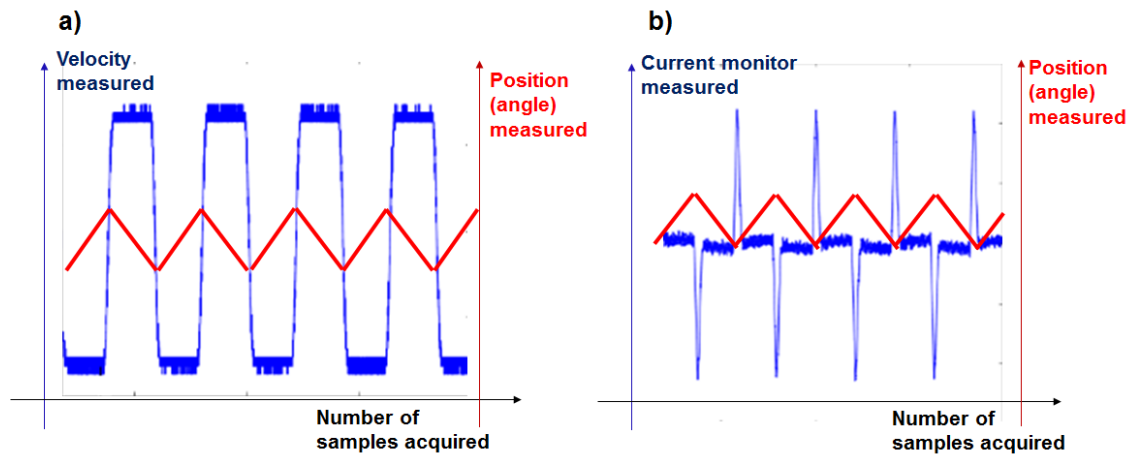 a)
Velocity
measured
Position
(angle)
measured
Number of
samples acquired
b)
Current monitor
measured
Position
(angle)
measured
Number of
samples acquired